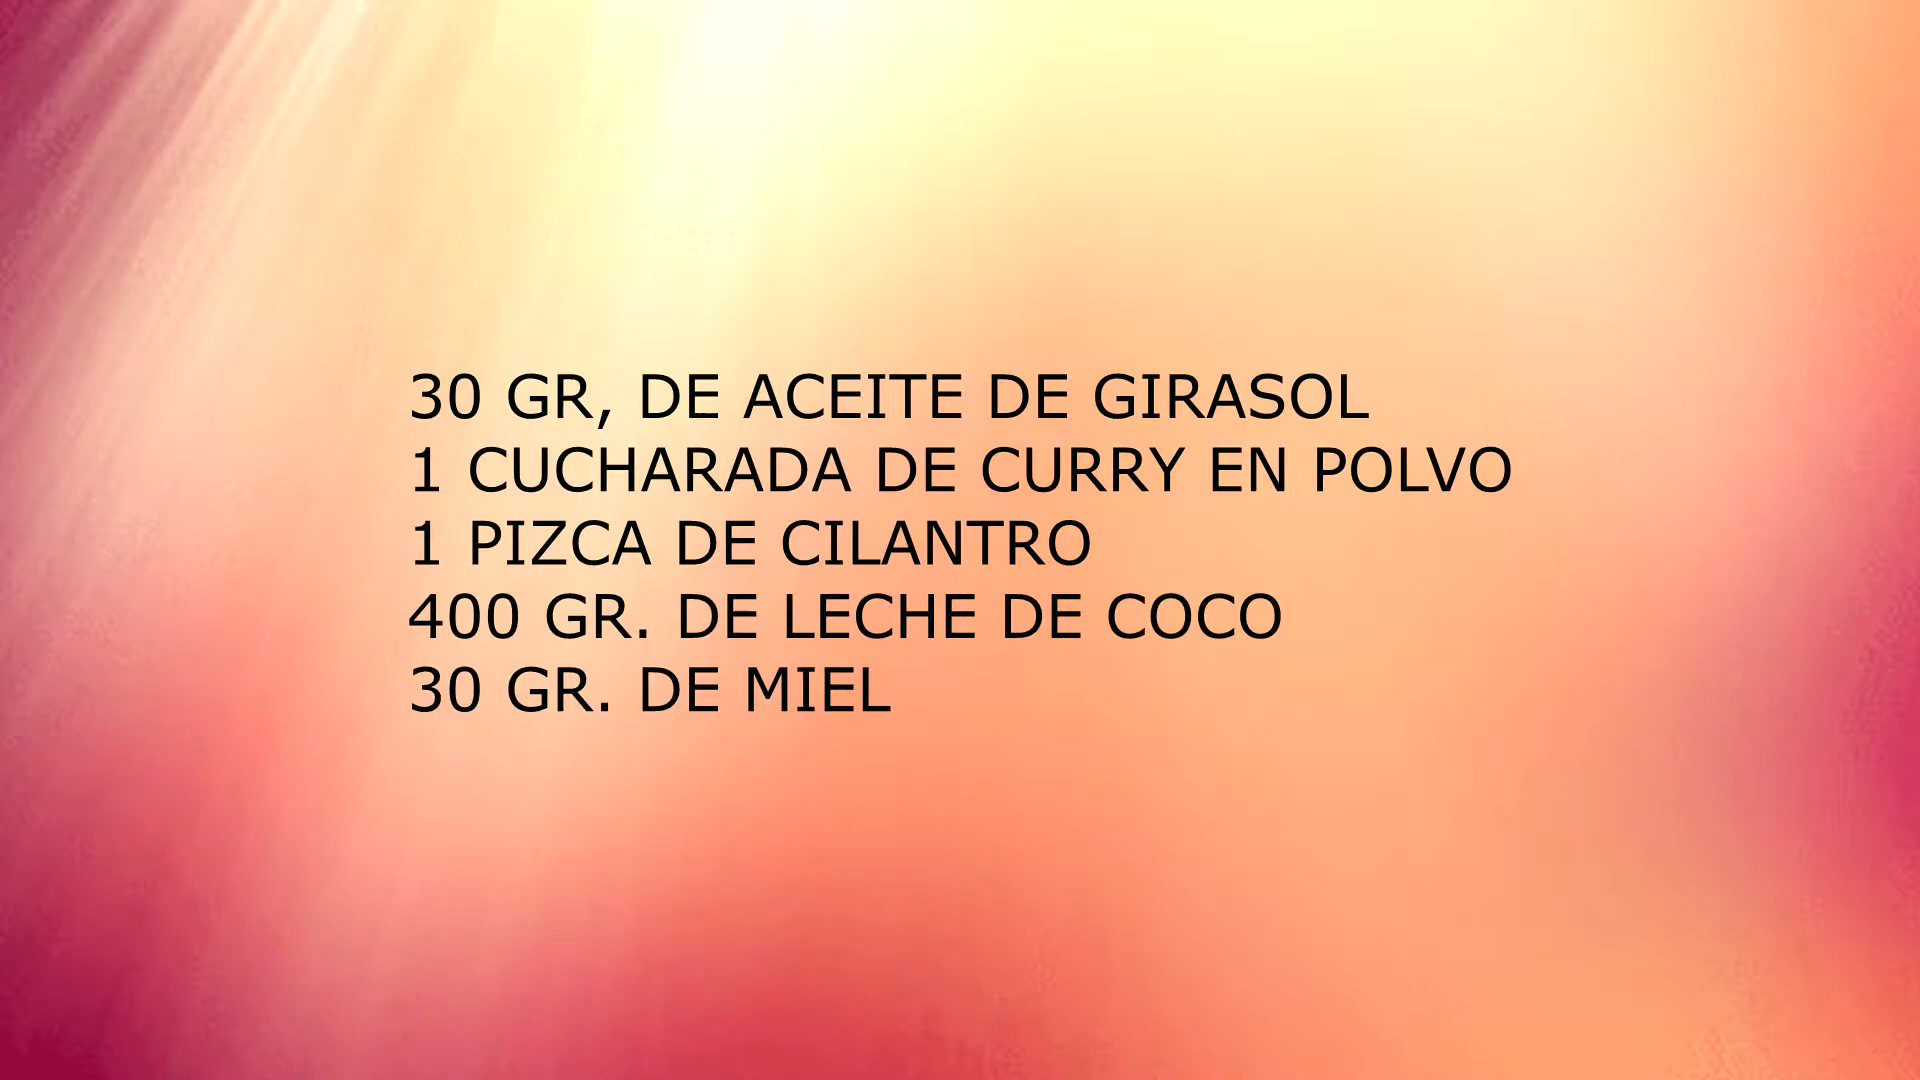 30 GR, DE ACEITE DE GIRASOL
1 CUCHARADA DE CURRY EN POLVO
1 PIZCA DE CILANTRO
400 GR. DE LECHE DE COCO
30 GR. DE MIEL